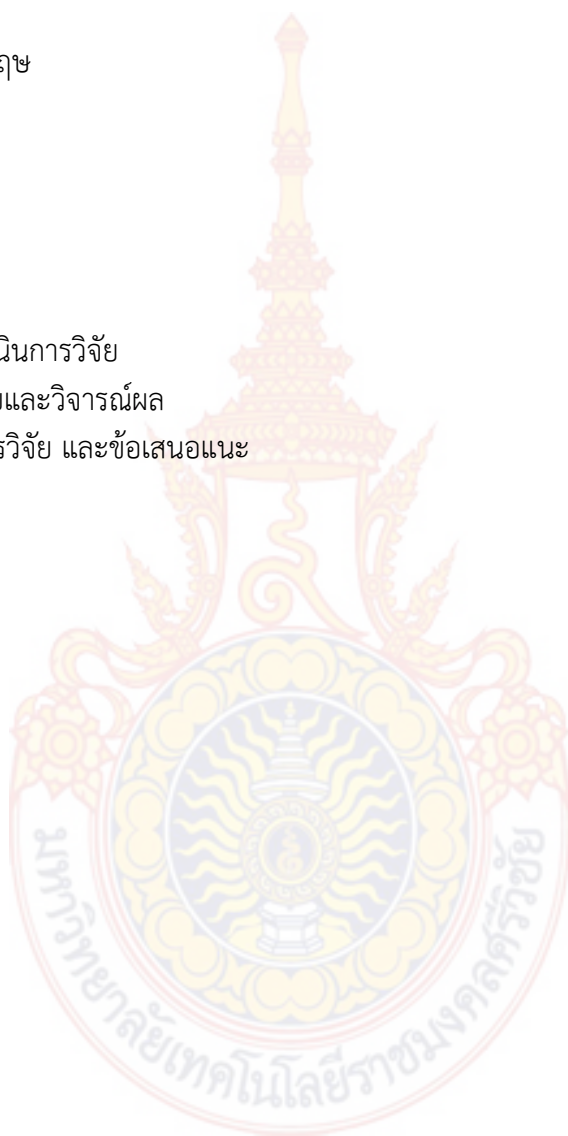 ฤษ
นินการวิจัย
และวิจารณ์ผล
รวิจัย และข้อเสนอแนะ
มหาวิทยาลัยเทคโนโลยีราชมงคลศรีวิชัย